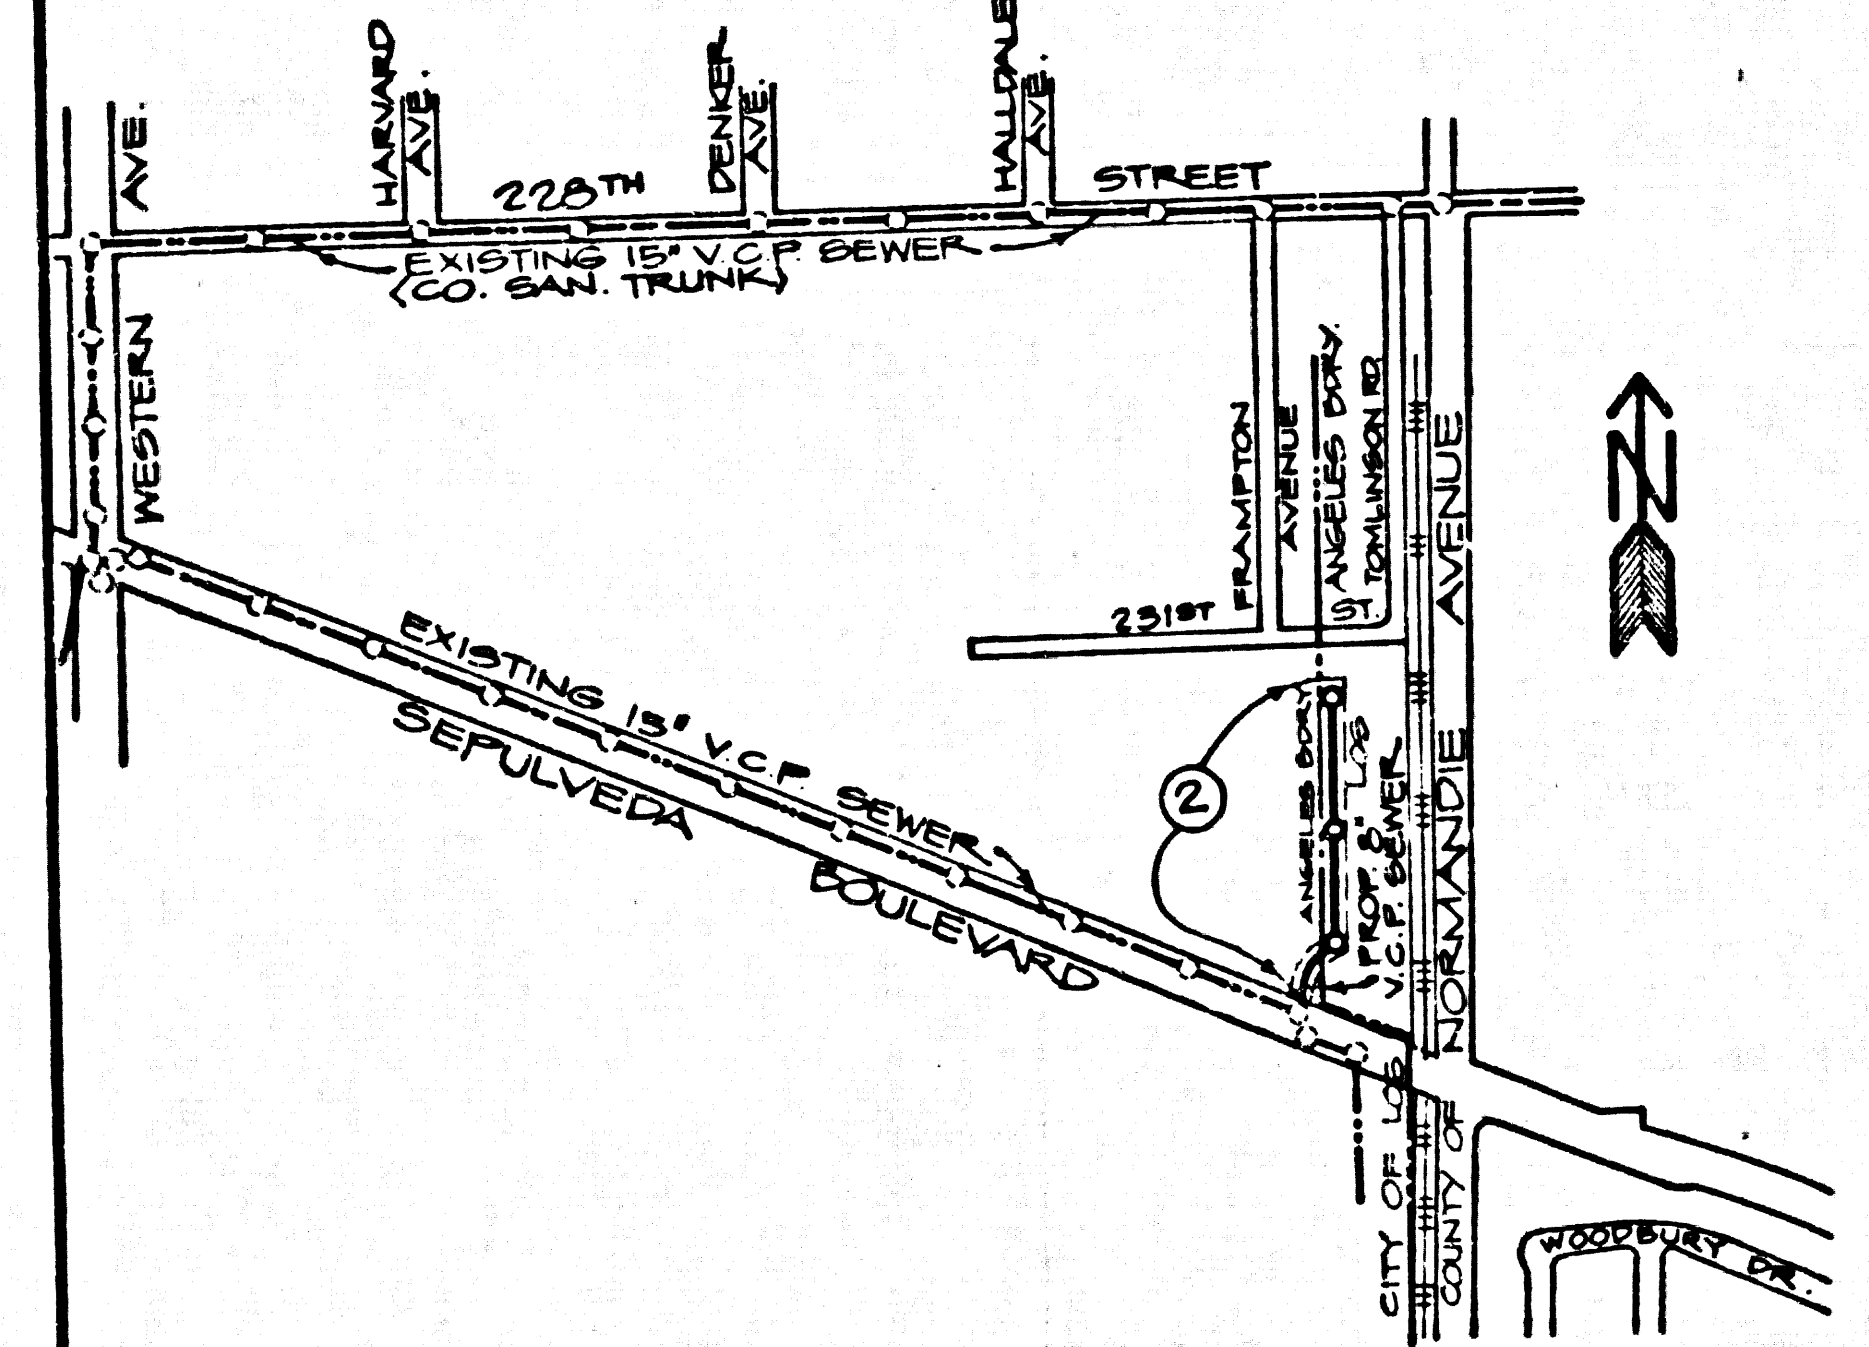 HARVARD
AVE.
DENKER
AVE.
HALLDALE
AVE.
AVE.
WESTERN
228TH
STREET
EXISTING 15" V.C.P. SEWER
(CO. SAN. TRUNK)
FRAMPTON
AVENUE
ANGELES BDRY.
TOMLINSON RD.
231ST
ST.
AVENUE
NORMANDIE
N
EXISTING 15" V.C.P. SEWER
SEPULVEDA
BOULEVARD
2
ANGELES BDRY
LOS
PROP. 8"
V.C.P. SEWER
CITY OF LOS
COUNTY OF
WOODBURY DR.